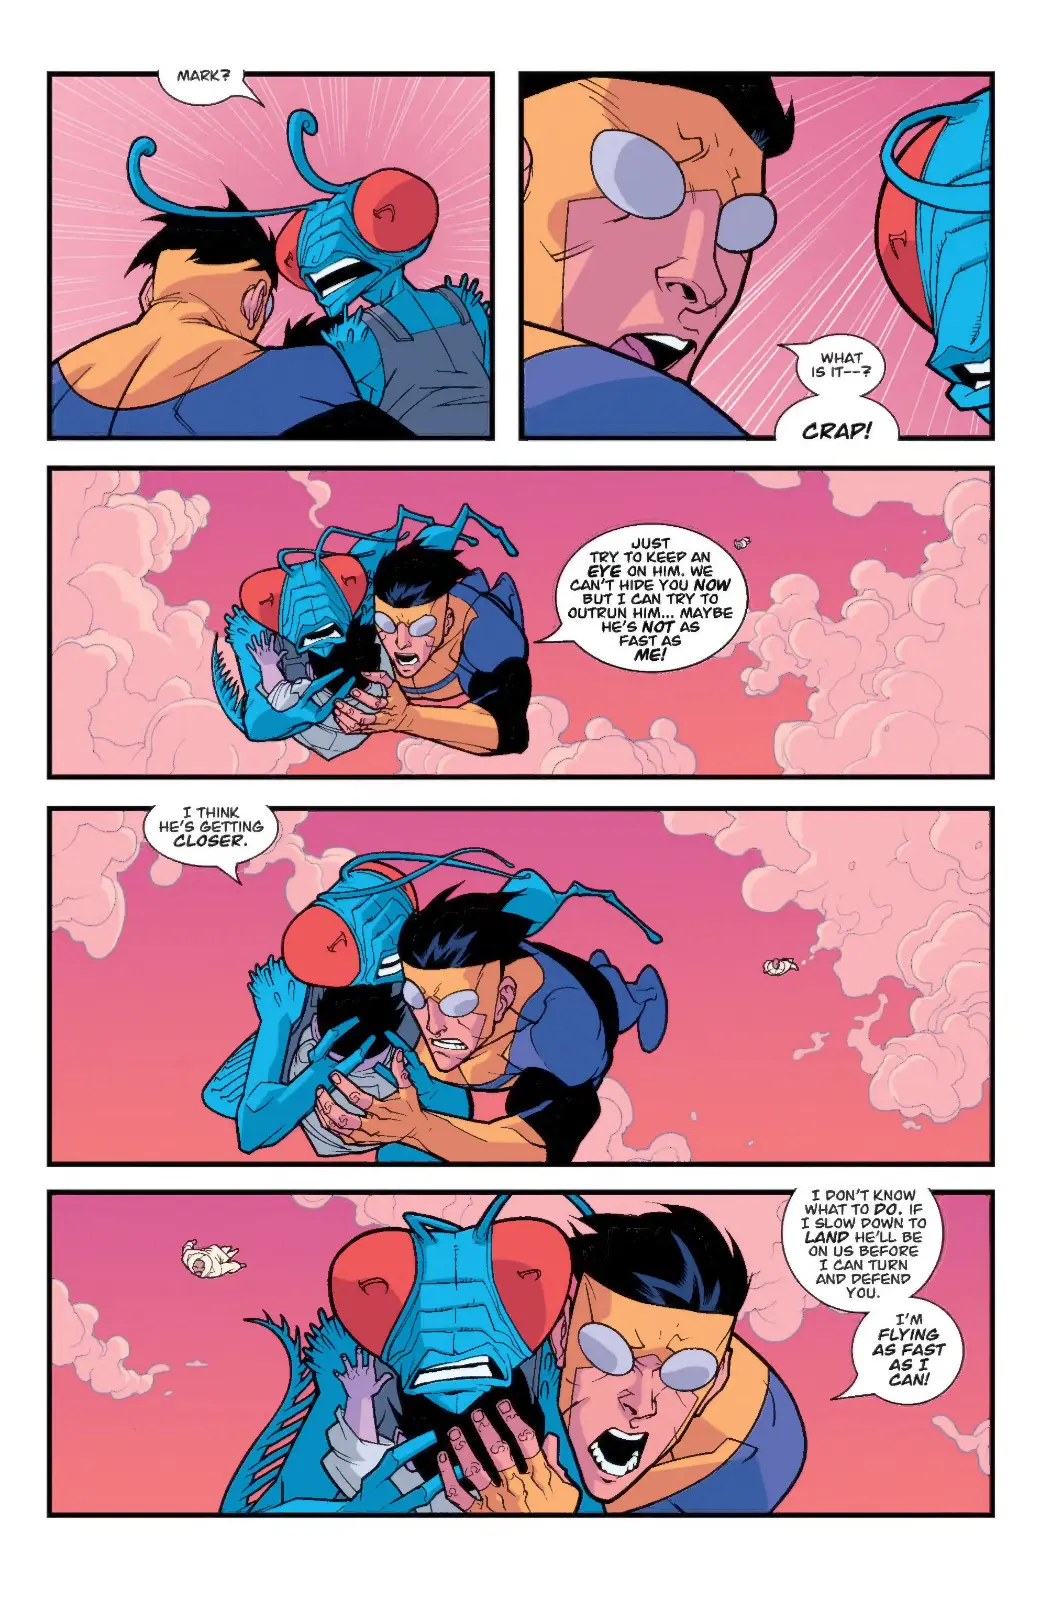 MARK?
WHAT
IS IT--?
CRAP!
JUST
TRY TO KEEP AN
EYE ON HIM. WE
CAN'T HIDE YOU NOW
BUT I CAN TRY TO
OUTRUN HIM... MAYBE
HE'S NOT AS
FAST AS
ME!
I THINK
HE'S GETTING
CLOSER.
I DON'T KNOW
WHAT TO DO. IF
I SLOW DOWN TO
LAND HE'LL BE
ON US BEFORE
I CAN TURN
AND DEFEND
YOU.
I'M
FLYING
AS FAST
AS I
CAN!